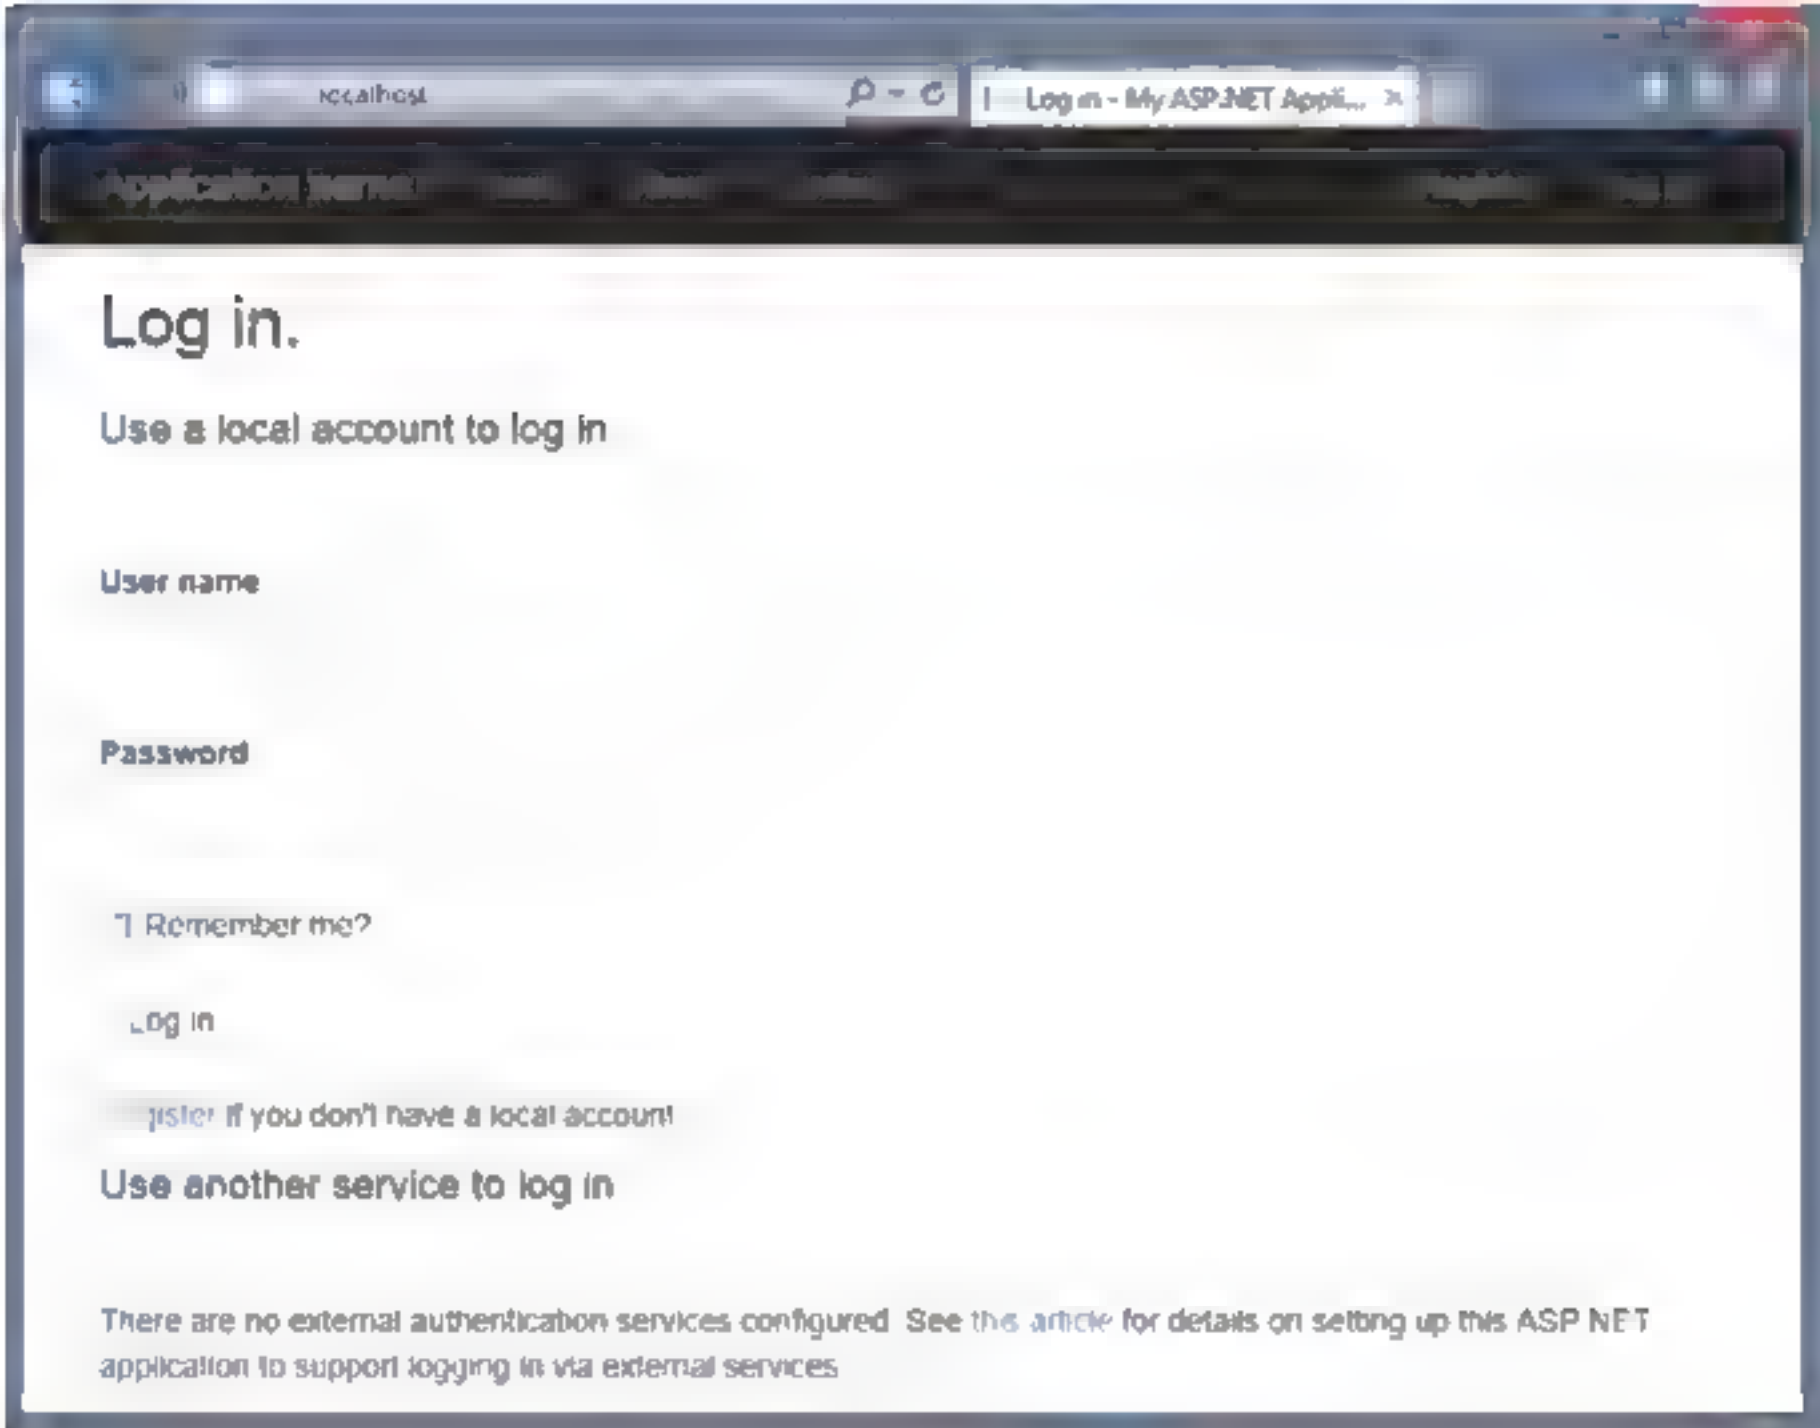 localhost
Log in - My ASP.NET Appli... ×
Log in.
Use a local account to log in
User name
Password
Remember me?
Log in
if you don't have a local account
Use another service to log in
There are no external authentication services configured See this article for details on setting up this ASP NET
application to support logging in via external services